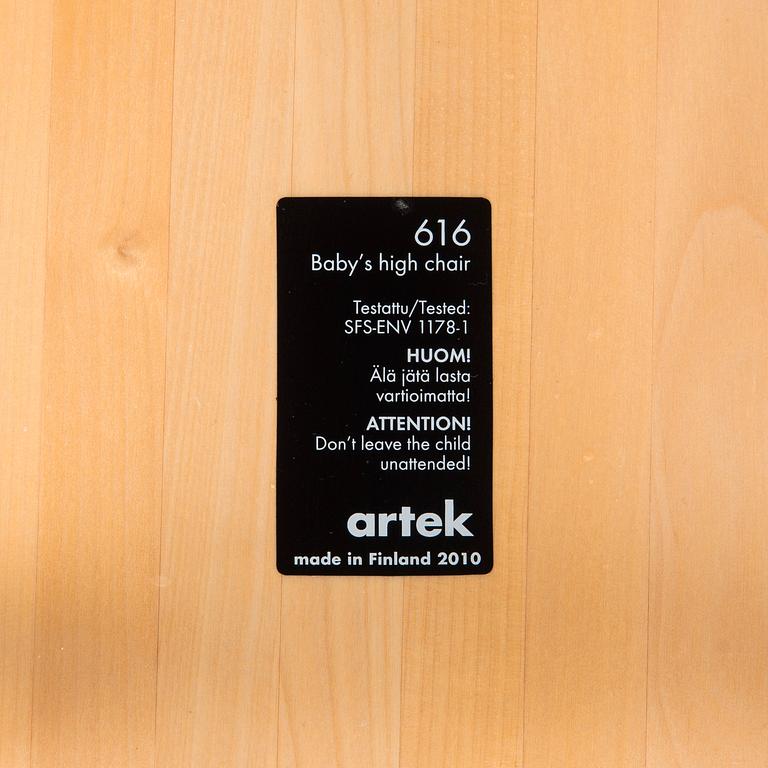 616
Baby's high chair
Testattu/Tested:
SFS-ENV 1178-1
HUOM!
Älä jätä lasta
vartioimatta!
ATTENTION!
Don't leave the child
unattended!
artek
made in Finland 2010